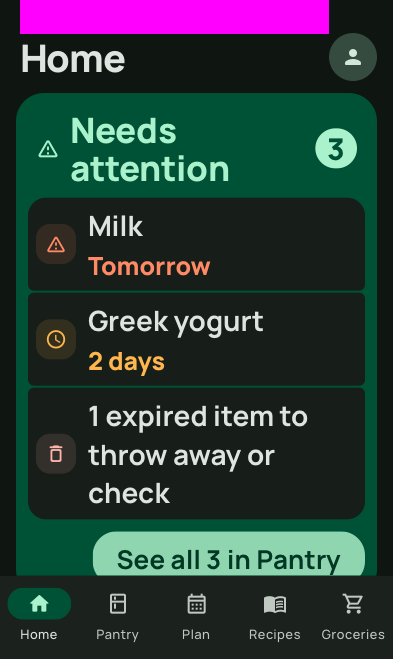 Home
Needs
attention
3
Milk
Tomorrow
Greek yogurt
2 days
1 expired item to
throw away or
check
See all 3 in Pantry
Home
Pantry
Plan
Recipes
Groceries